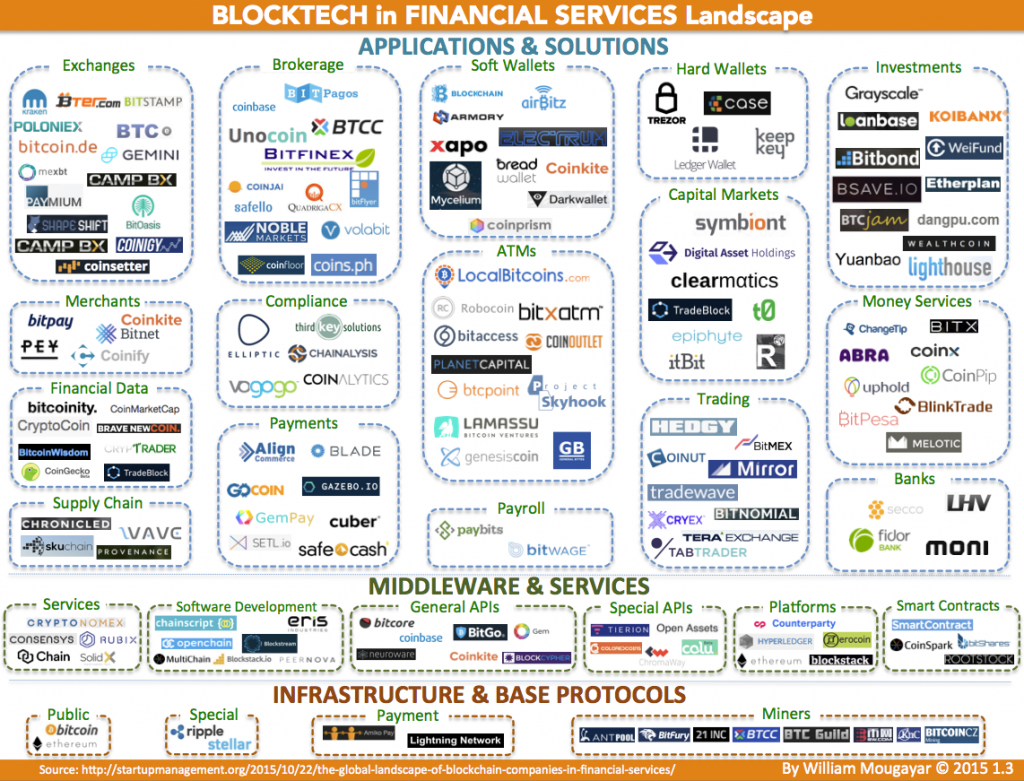 BLOCKTECH in FINANCIAL SERVICES Landscape
APPLICATIONS & SOLUTIONS
Exchanges
KRAKEN
BTER.COM
BITSTAMP
POLONIEX
BTC
bitcoin.de
GEMINI
mexbt
CAMP BX
PAYMIUM
SHAPESHIFT
BitOasis
CAMP BX
COINIGY
coinsetter
Brokerage
coinbase
BIT Pagos
Unocoin
BTCC
BITFINEX
INVEST IN THE FUTURE
COINJAI
safello
QUADRIGACX
bitFlyer
NOBLE MARKETS
volabit
coinfloor
coins.ph
Soft Wallets
BLOCKCHAIN
airBitz
ARMORY
ELECTRUM
xapo
bread wallet
Coinkite
Mycelium
Darkwallet
coinprism
Hard Wallets
TREZOR
case
Ledger Wallet
keep key
Investments
Grayscale™
loanbase
KOIBANX
Bitbond
WeiFund
BSAVE.IO
Etherplan
BTCjam
dangpu.com
WEALTHCOIN
Yuanbao
lighthouse
Capital Markets
symbiont
Digital Asset Holdings
clearmatics
TradeBlock
t0
epiphyte
itBit
R
ATMs
LocalBitcoins.com
RC Robocoin
bitxatm™
bitaccess
COINOUTLET
PLANETCAPITAL
btcpoint
Project Skyhook
LAMASSU
BITCOIN VENTURES
genesiscoin
GB
Merchants
bitpay
Coinkite
Bitnet
PEY
Coinify
Compliance
ELLIPTIC
third key solutions
CHAINALYSIS
vogogo
COINALYTICS
Money Services
ChangeTip
BITX
ABRA
coinx
CoinPip
uphold
BlinkTrade
BitPesa
MELOTIC
Financial Data
bitcoinity.
CoinMarketCap
CryptoCoin
BRAVE NEWCOIN.
BitcoinWisdom
CRYPTRADER
CoinGecko
TradeBlock
Payments
Align Commerce
BLADE
GOCOIN
GAZEBO.IO
GemPay
cuber
SETL.io
safe cash
Trading
HEDGY
BitMEX
COINUT
Mirror
tradewave
CRYEX
BITNOMIAL
TERA EXCHANGE
TABTRADER
Supply Chain
CHRONICLED
skuchain
PROVENANCE
Payroll
paybits
bitWAGE™
Banks
secco
LHV
fidor BANK
moni
MIDDLEWARE & SERVICES
Services
CRYPTONOMEX
CONSENSYS
RUBIX
Chain
SolidX
Software Development
chainscript
eris
INDUSTRIES
openchain
Blockstream
MultiChain
Blockstack.io
PEERNOVA
General APIs
bitcore
coinbase
BitGo.
Gem
neuroware
Coinkite
BLOCKCYPHER
Special APIs
TIERION
Open Assets
COLOREDCOINS
colu
ChromaWay
Platforms
Counterparty
HYPERLEDGER
aerocoin
ethereum
blockstack
Smart Contracts
SmartContract
CoinSpark
bitShares
ROOTSTOCK
INFRASTRUCTURE & BASE PROTOCOLS
Public
bitcoin
ethereum
Special
ripple
stellar
Payment
Amiko Pay
Lightning Network
Miners
ANTPOOL
BitFury
21 INC
BTCC
BTC Guild
KnC
BITCOINCZ
Mining
Source: http://startupmanagement.org/2015/10/22/the-global-landscape-of-blockchain-companies-in-financial-services/
By William Mougayar © 2015 1.3